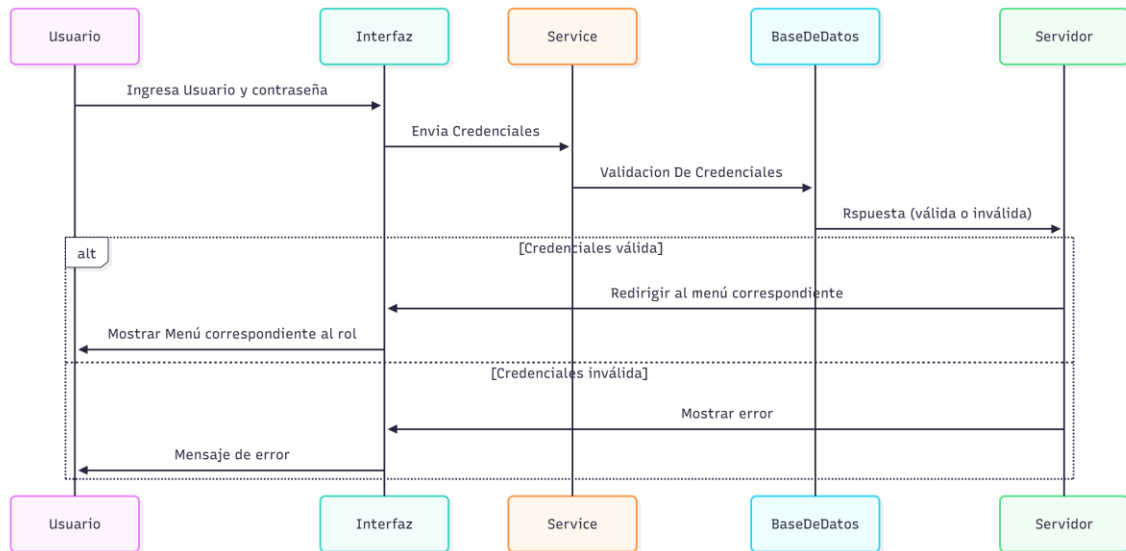 Usuario
Interfaz
Service
BaseDeDatos
Servidor
Ingresa Usuario y contraseña
Envia Credenciales
Validacion De Credenciales
Rspuesta (válida o inválida)
alt
[Credenciales válida]
Redirigir al menú correspondiente
Mostrar Menú correspondiente al rol
[Credenciales inválida]
Mostrar error
Mensaje de error
Usuario
Interfaz
Service
BaseDeDatos
Servidor